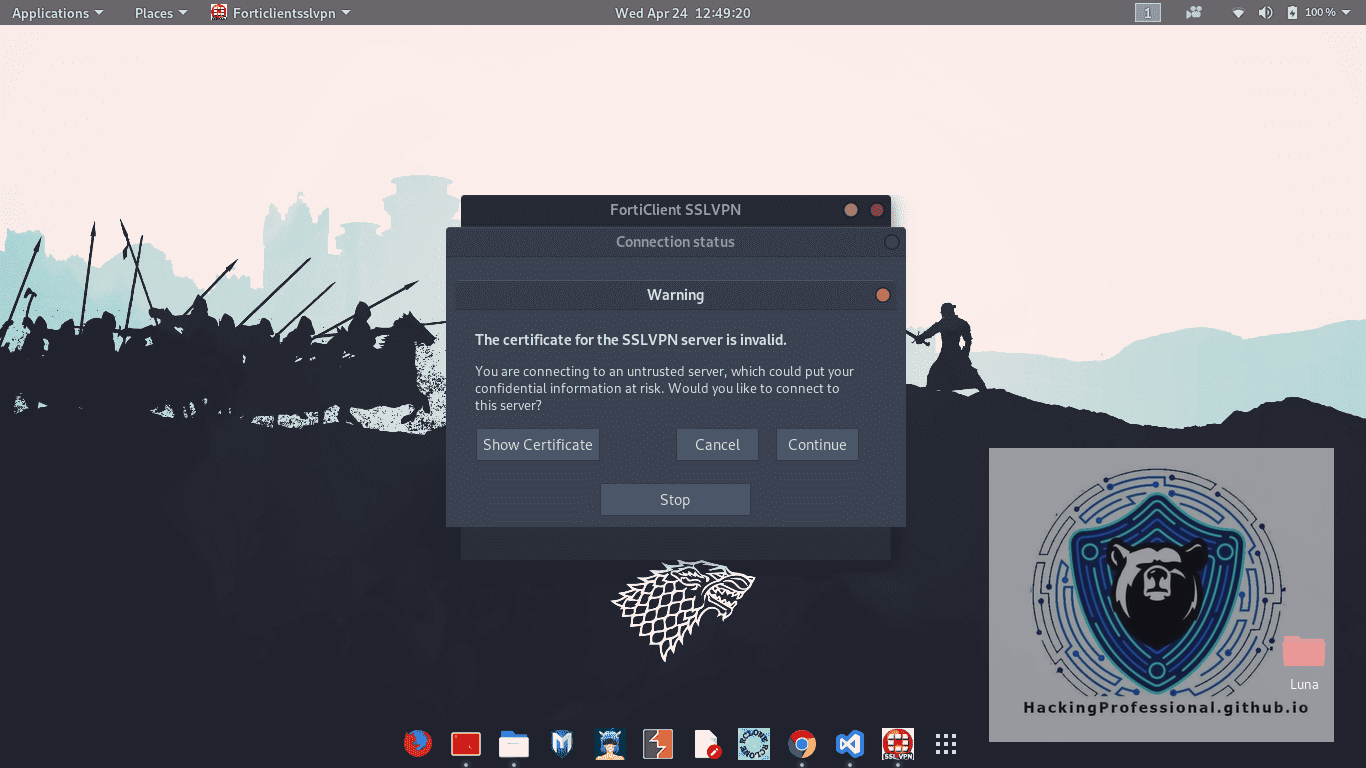 Applications Places Forticlientsslvpn Wed Apr 24 12:49:20 1 100 %
FortiClient SSLVPN
Connection status
Warning
The certificate for the SSLVPN server is invalid.
You are connecting to an untrusted server, which could put your
confidential information at risk. Would you like to connect to
this server?
Show Certificate Cancel Continue
Stop
Luna
HackingProfessional.github.io
RCLONE RCLONE
SSL VPN